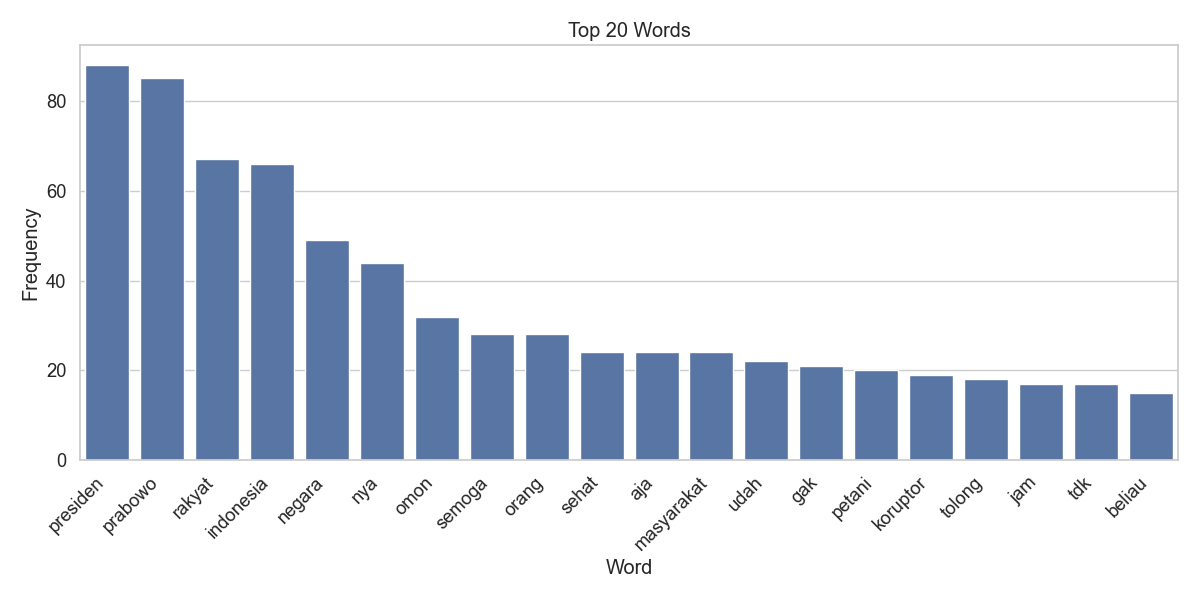 Top 20 Words
80
60
40
20
0
Frequency
presiden
prabowo
rakyat
indonesia
negara
nya
omon
semoga
orang
sehat
aja
masyarakat
udah
gak
petani
koruptor
tolong
jam
tdk
beliau
Word